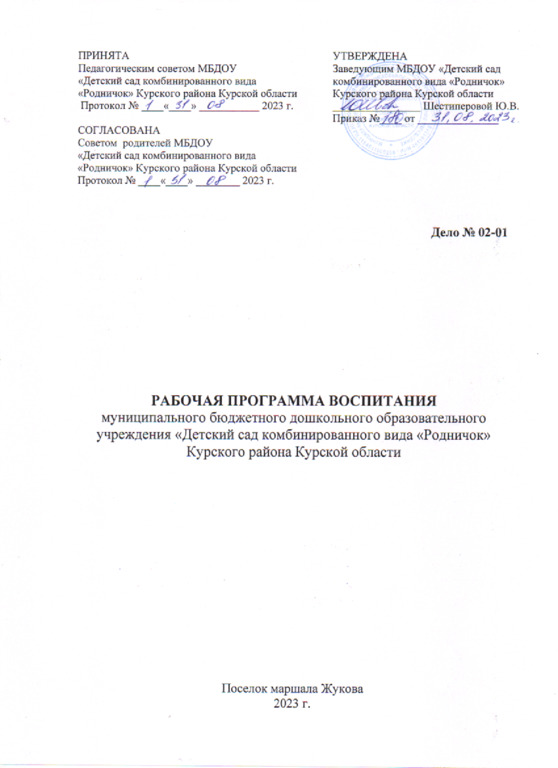 ПРИНЯТА
Педагогическим советом МБДОУ
«Детский сад комбинированного вида
«Родничок» Курского района Курской области
Протокол № 1 « 31 » 08 2023 г.
СОГЛАСОВАНА
Советом родителей МБДОУ
«Детский сад комбинированного вида
«Родничок» Курского района Курской области
Протокол № 1 « 31 » 08 2023 г.
УТВЕРЖДЕНА
Заведующим МБДОУ «Детский сад
комбинированного вида «Родничок»
Курского района Курской области
Шестиперовой Ю.В.
Приказ № 180 от 31.08.2023г.
Дело № 02-01
РАБОЧАЯ ПРОГРАММА ВОСПИТАНИЯ
муниципального бюджетного дошкольного образовательного
учреждения «Детский сад комбинированного вида «Родничок»
Курского района Курской области
Поселок маршала Жукова
2023 г.